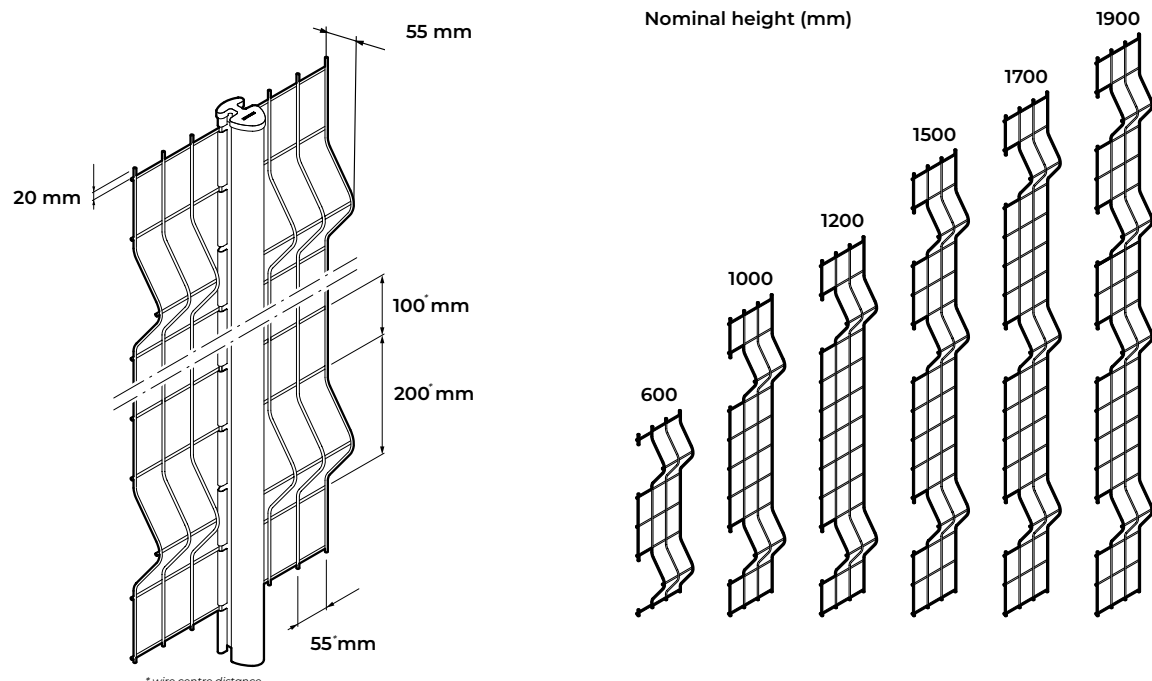 55 mm
20 mm
100* mm
200* mm
55* mm
* wire centre distance
Nominal height (mm)
600
1000
1200
1500
1700
1900